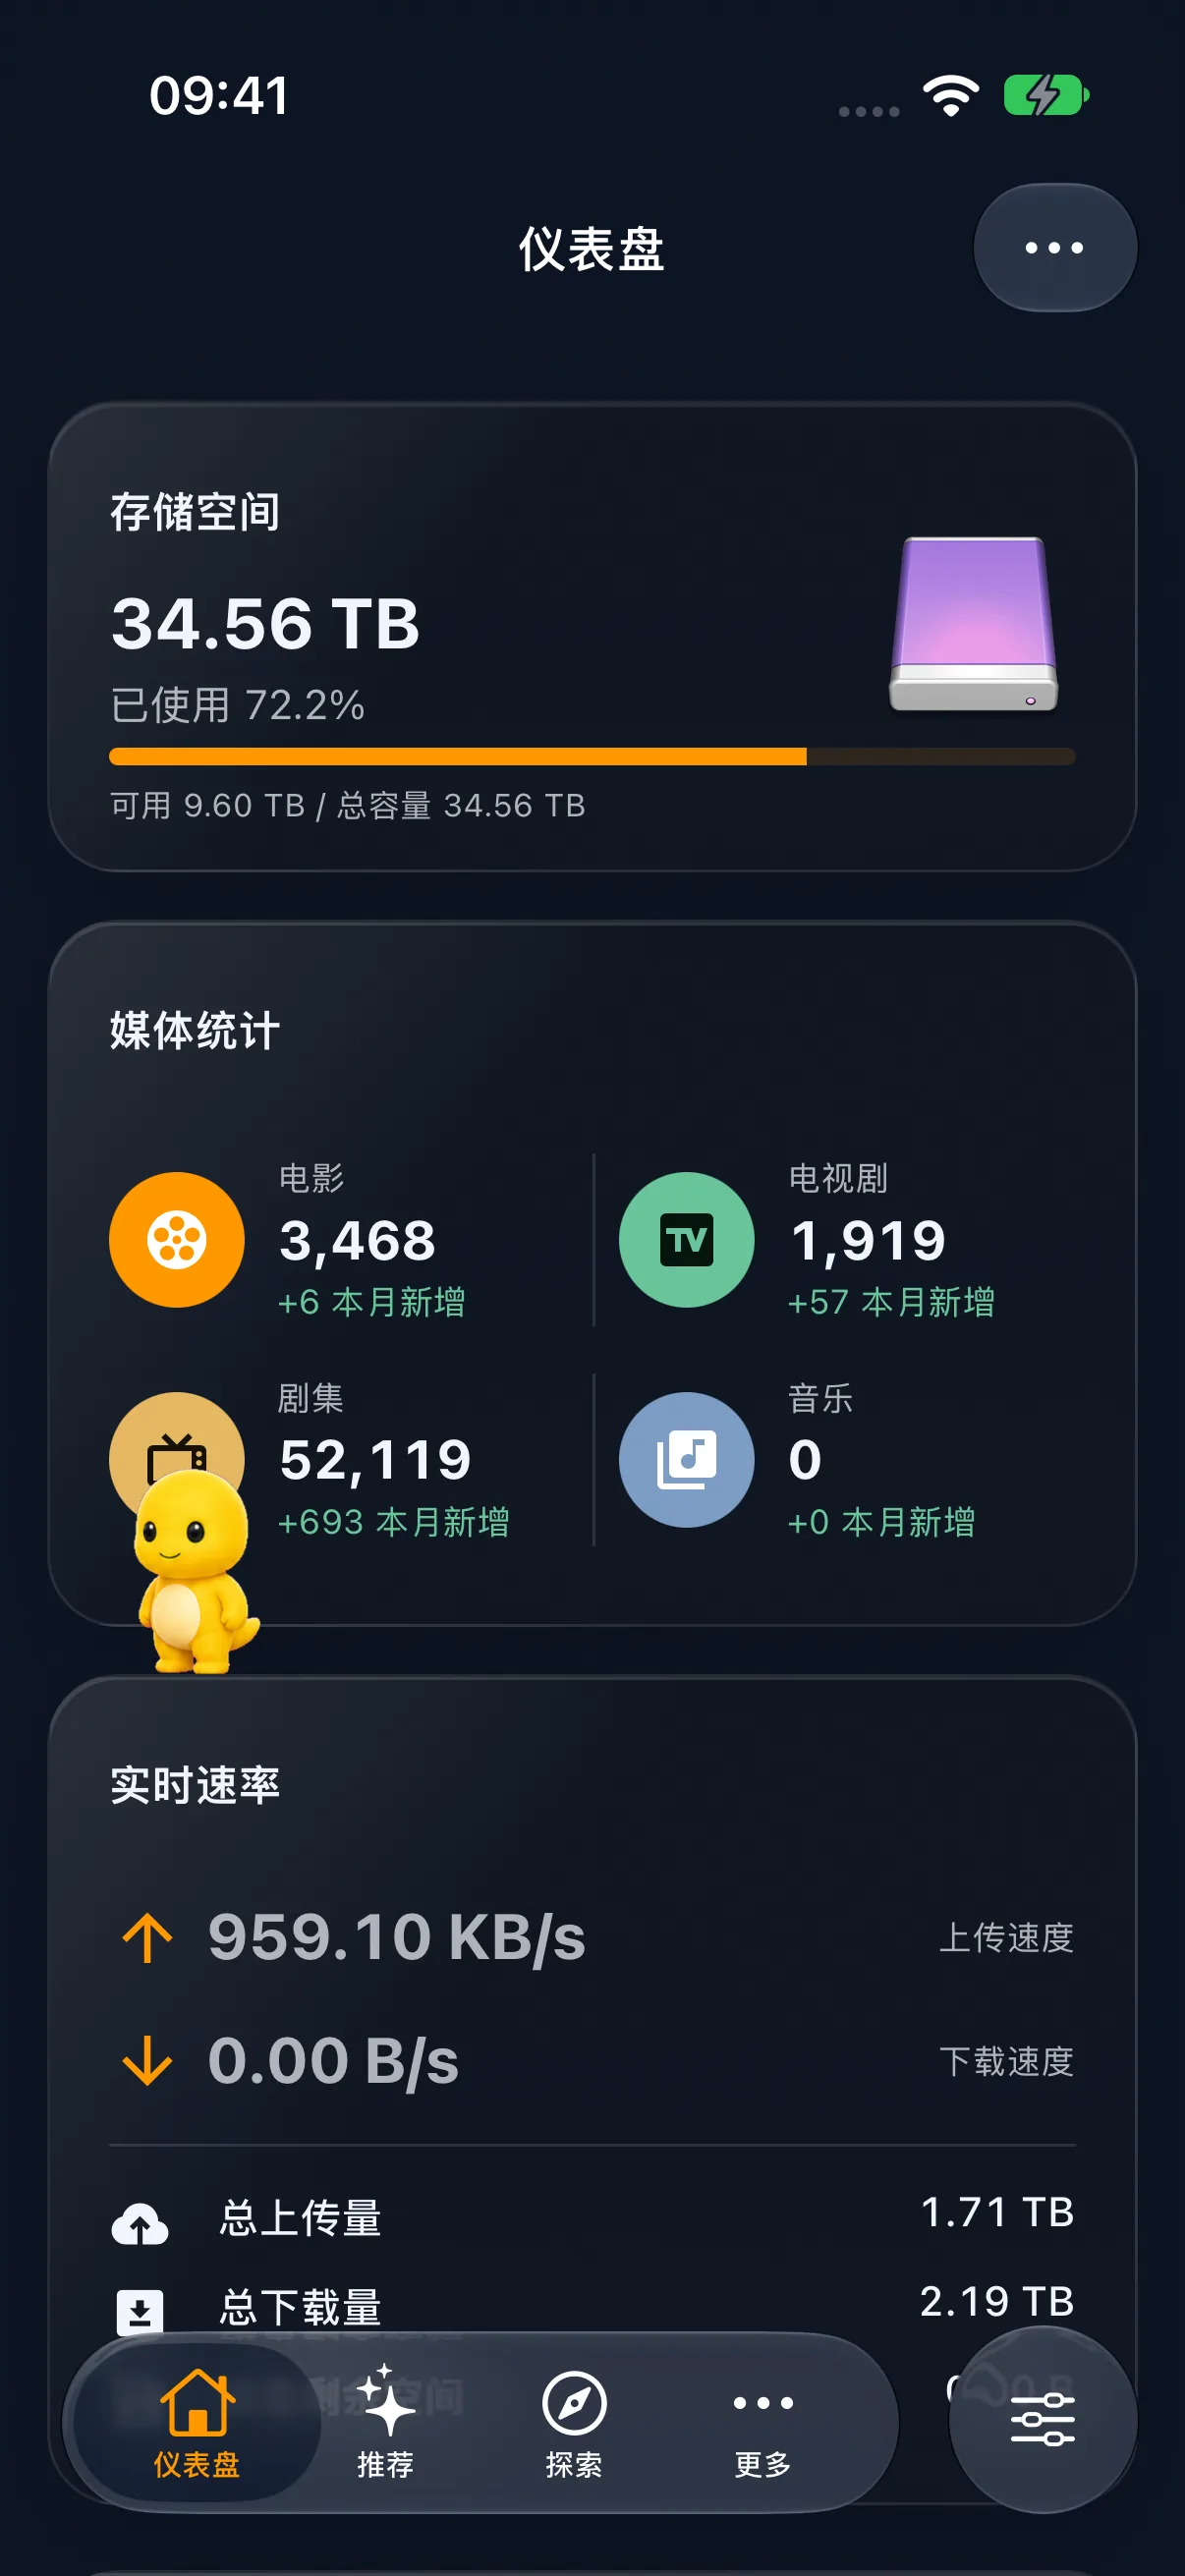 09:41
仪表盘
存储空间
34.56 TB
已使用 72.2%
可用 9.60 TB / 总容量 34.56 TB
媒体统计
电影
3,468
+6 本月新增
电视剧
TV
1,919
+57 本月新增
剧集
52,119
+693 本月新增
音乐
0
+0 本月新增
实时速率
959.10 KB/s
上传速度
0.00 B/s
下载速度
总上传量
1.71 TB
总下载量
2.19 TB
仪表盘
推荐
探索
更多